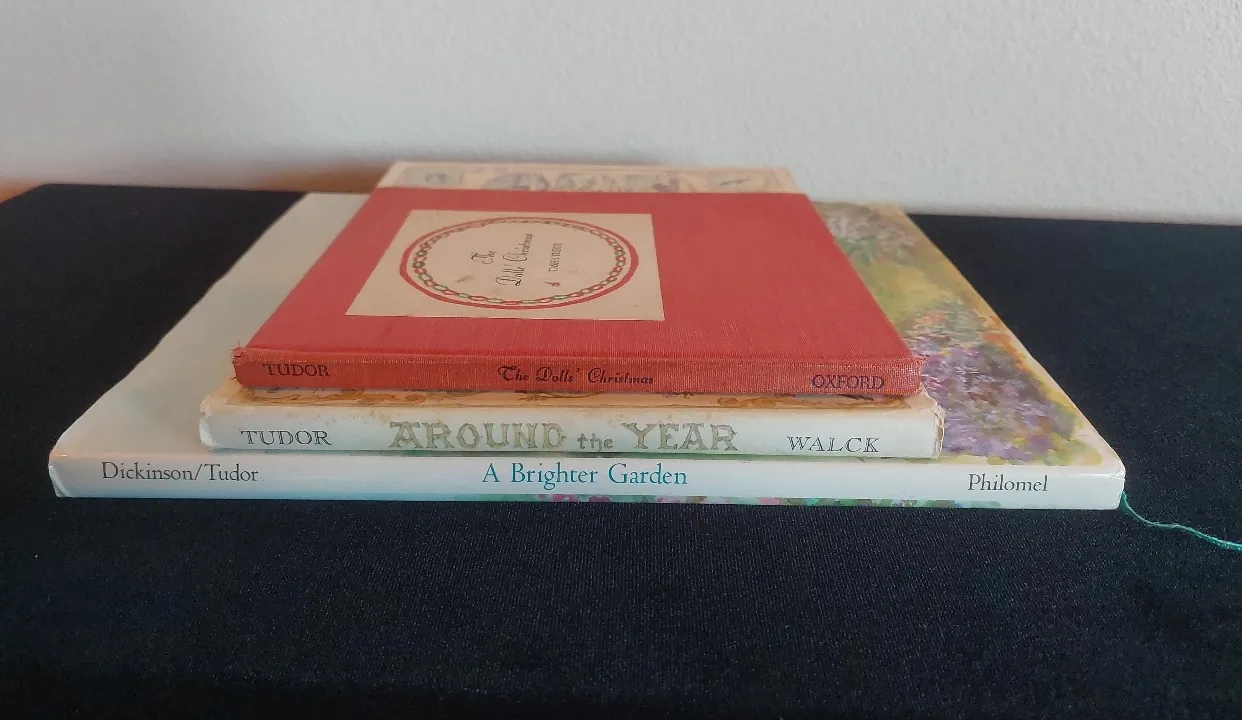 The
Dolls' Christmas
TASHA TUDOR
TUDOR The Dolls' Christmas OXFORD
TUDOR AROUND the YEAR WALCK
Dickinson/Tudor A Brighter Garden Philomel